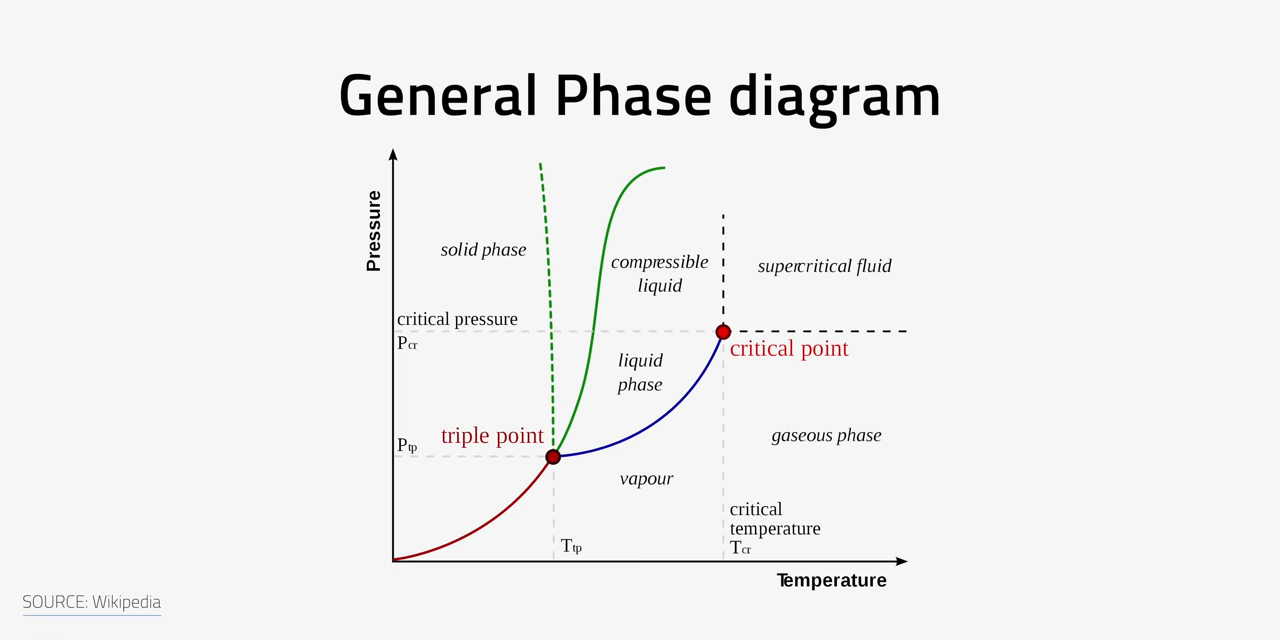 General Phase diagram
Pressure
solid phase
compressible
liquid
supercritical fluid
critical pressure
Pcr
critical point
liquid
phase
triple point
Ptp
gaseous phase
vapour
critical
temperature
Tcr
Ttp
Temperature
SOURCE: Wikipedia